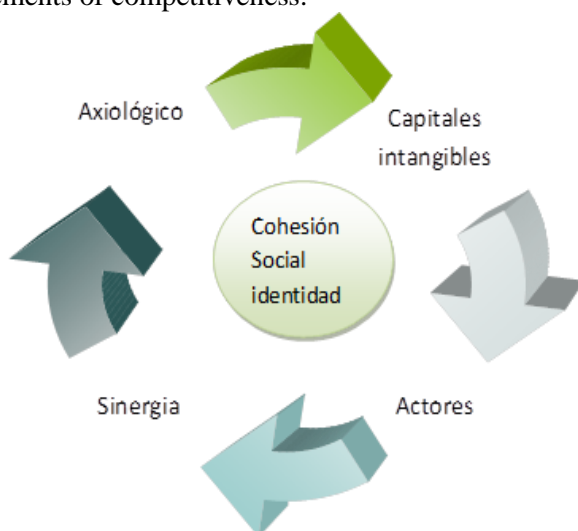 ements of competitiveness.
Axiológico
Capitales
intangibles
Cohesión
Social
identidad
Sinergia
Actores